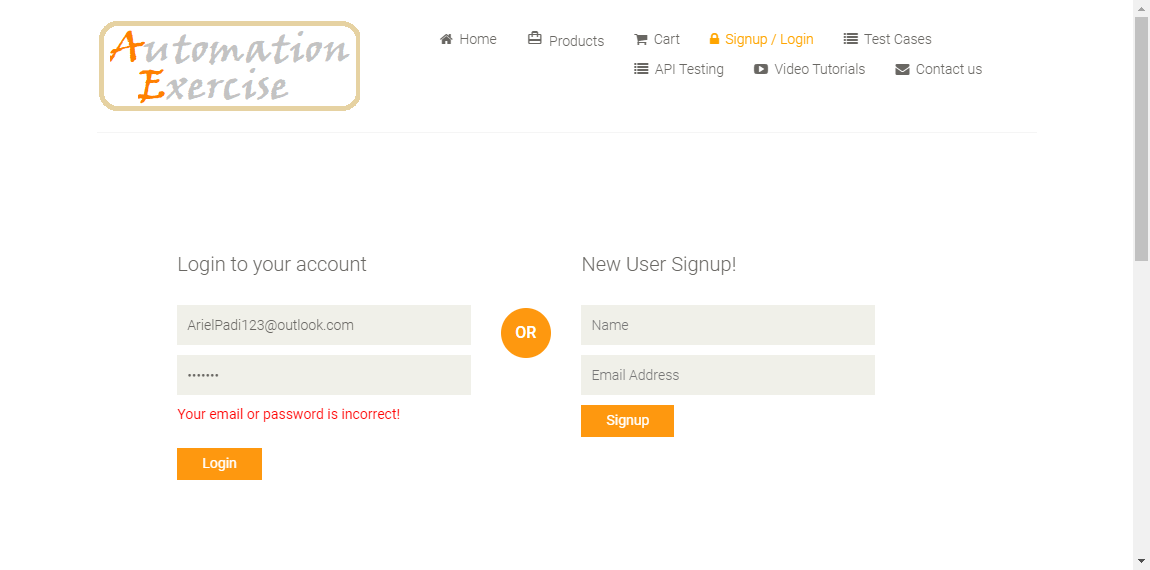 Automation
Exercise
Home
Products
Cart
Signup / Login
Test Cases
API Testing
Video Tutorials
Contact us
Login to your account
ArielPadi123@outlook.com
•••••••
Your email or password is incorrect!
Login
OR
New User Signup!
Name
Email Address
Signup